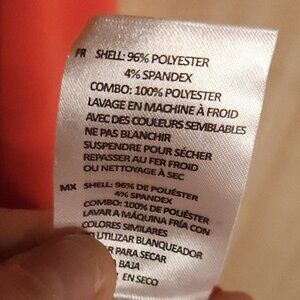 FR SHELL: 96% POLYESTER
4% SPANDEX
COMBO: 100% POLYESTER
LAVAGE EN MACHINE À FROID
AVEC DES COULEURS SEMBLABLES
NE PAS BLANCHIR
SUSPENDRE POUR SÉCHER
REPASSER AU FER FROID
OU NETTOYAGE À SEC
MX SHELL: 96% DE POLIÉSTER
4% SPANDEX
COMBO: 100% DE POLIÉSTER
LAVAR A MÁQUINA FRÍA CON
COLORES SIMILARES
UTILIZAR BLANQUEADOR
PARA SECAR
BAJA
EN SECO